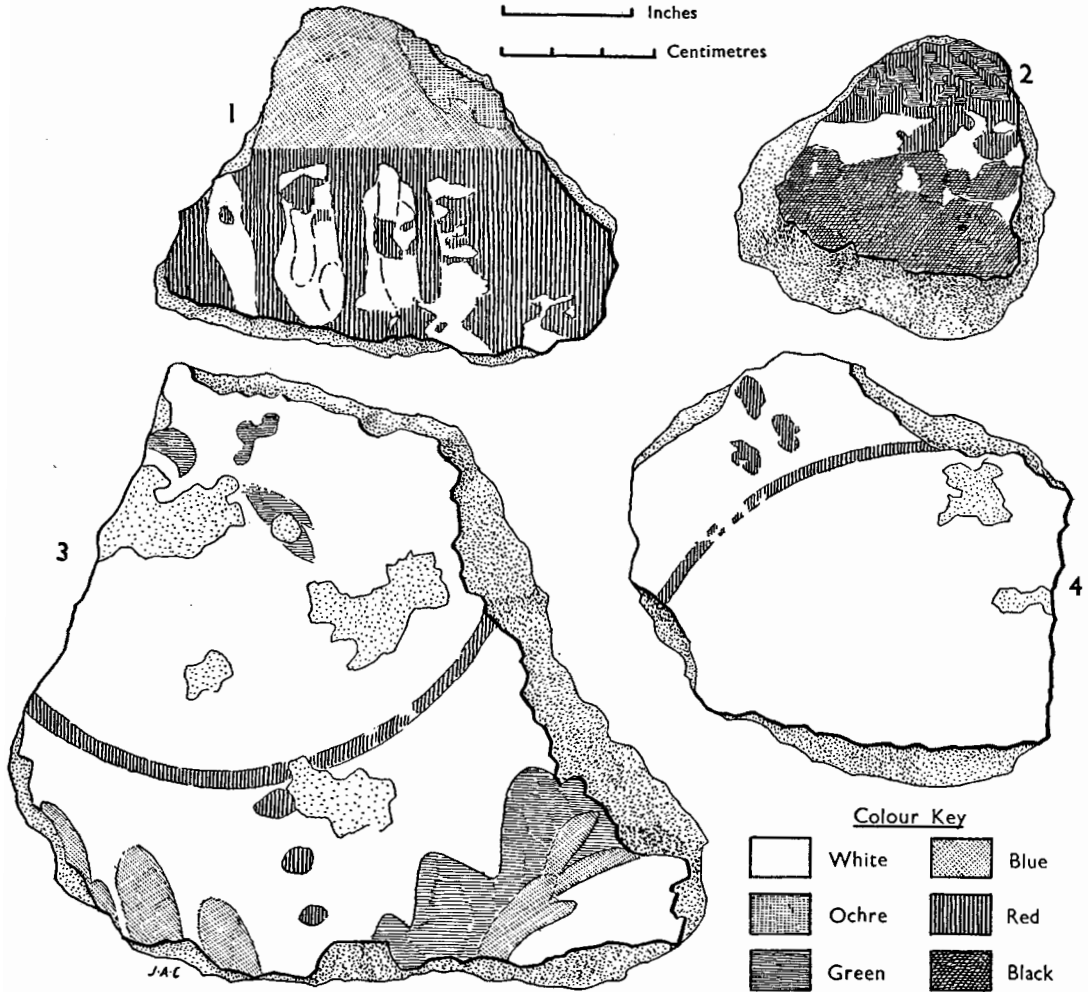 Inches
Centimetres
1
2
3
4
Colour Key
White
Blue
Ochre
Red
Green
Black
J.A.C